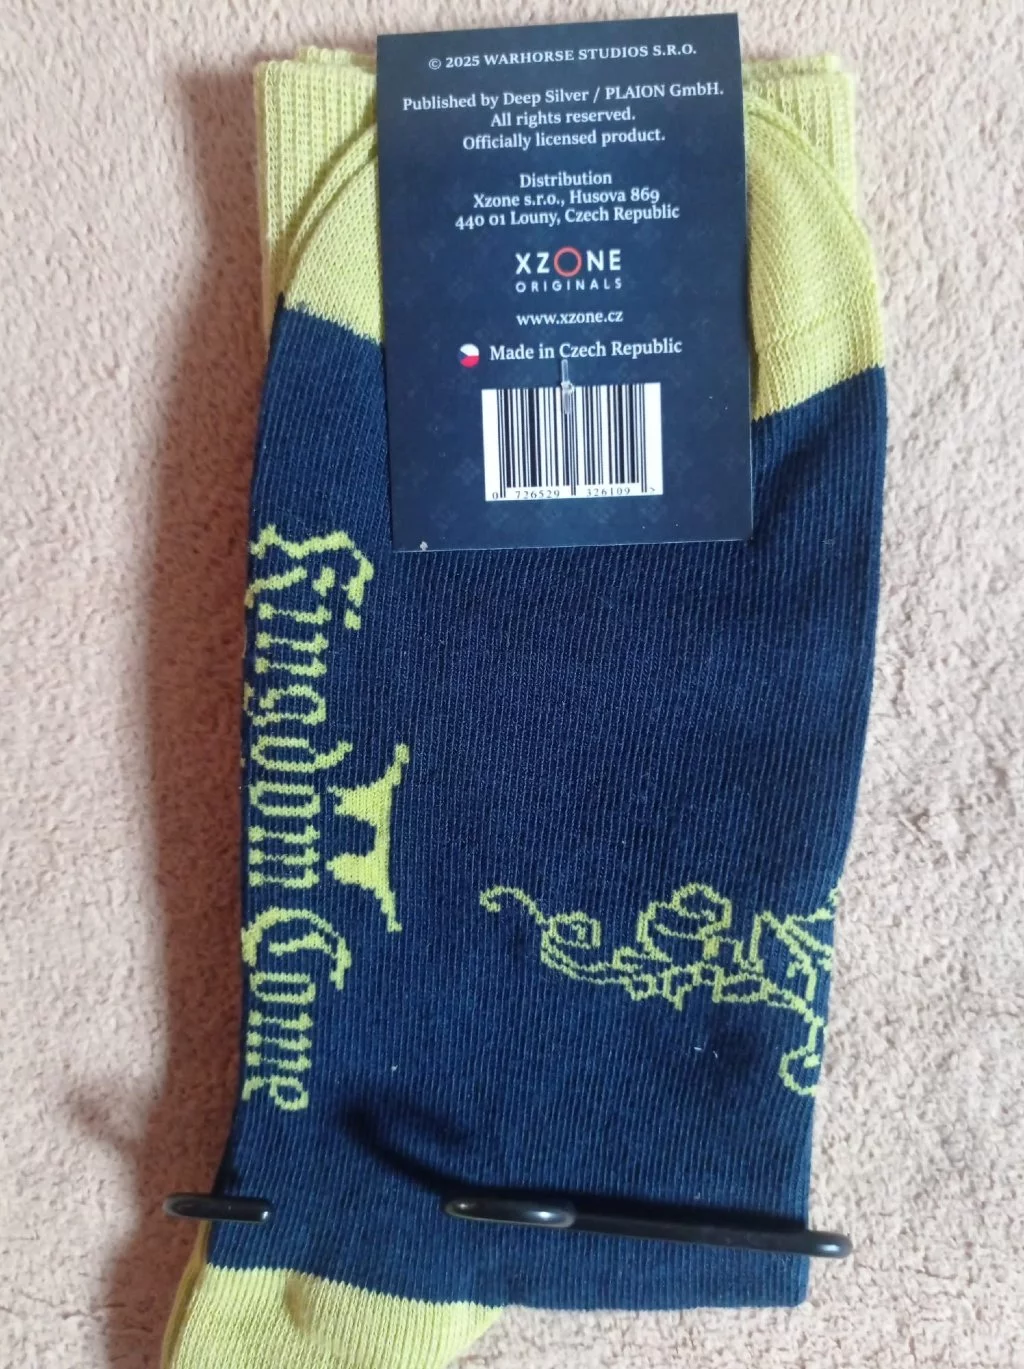 © 2025 WARHORSE STUDIOS S.R.O.
Published by Deep Silver / PLAION GmbH.
All rights reserved.
Officially licensed product.
Distribution
Xzone s.r.o., Husova 869
440 01 Louny, Czech Republic
XZONE
ORIGINALS
www.xzone.cz
Made in Czech Republic
0 726529 326109 5
Kingdom Come